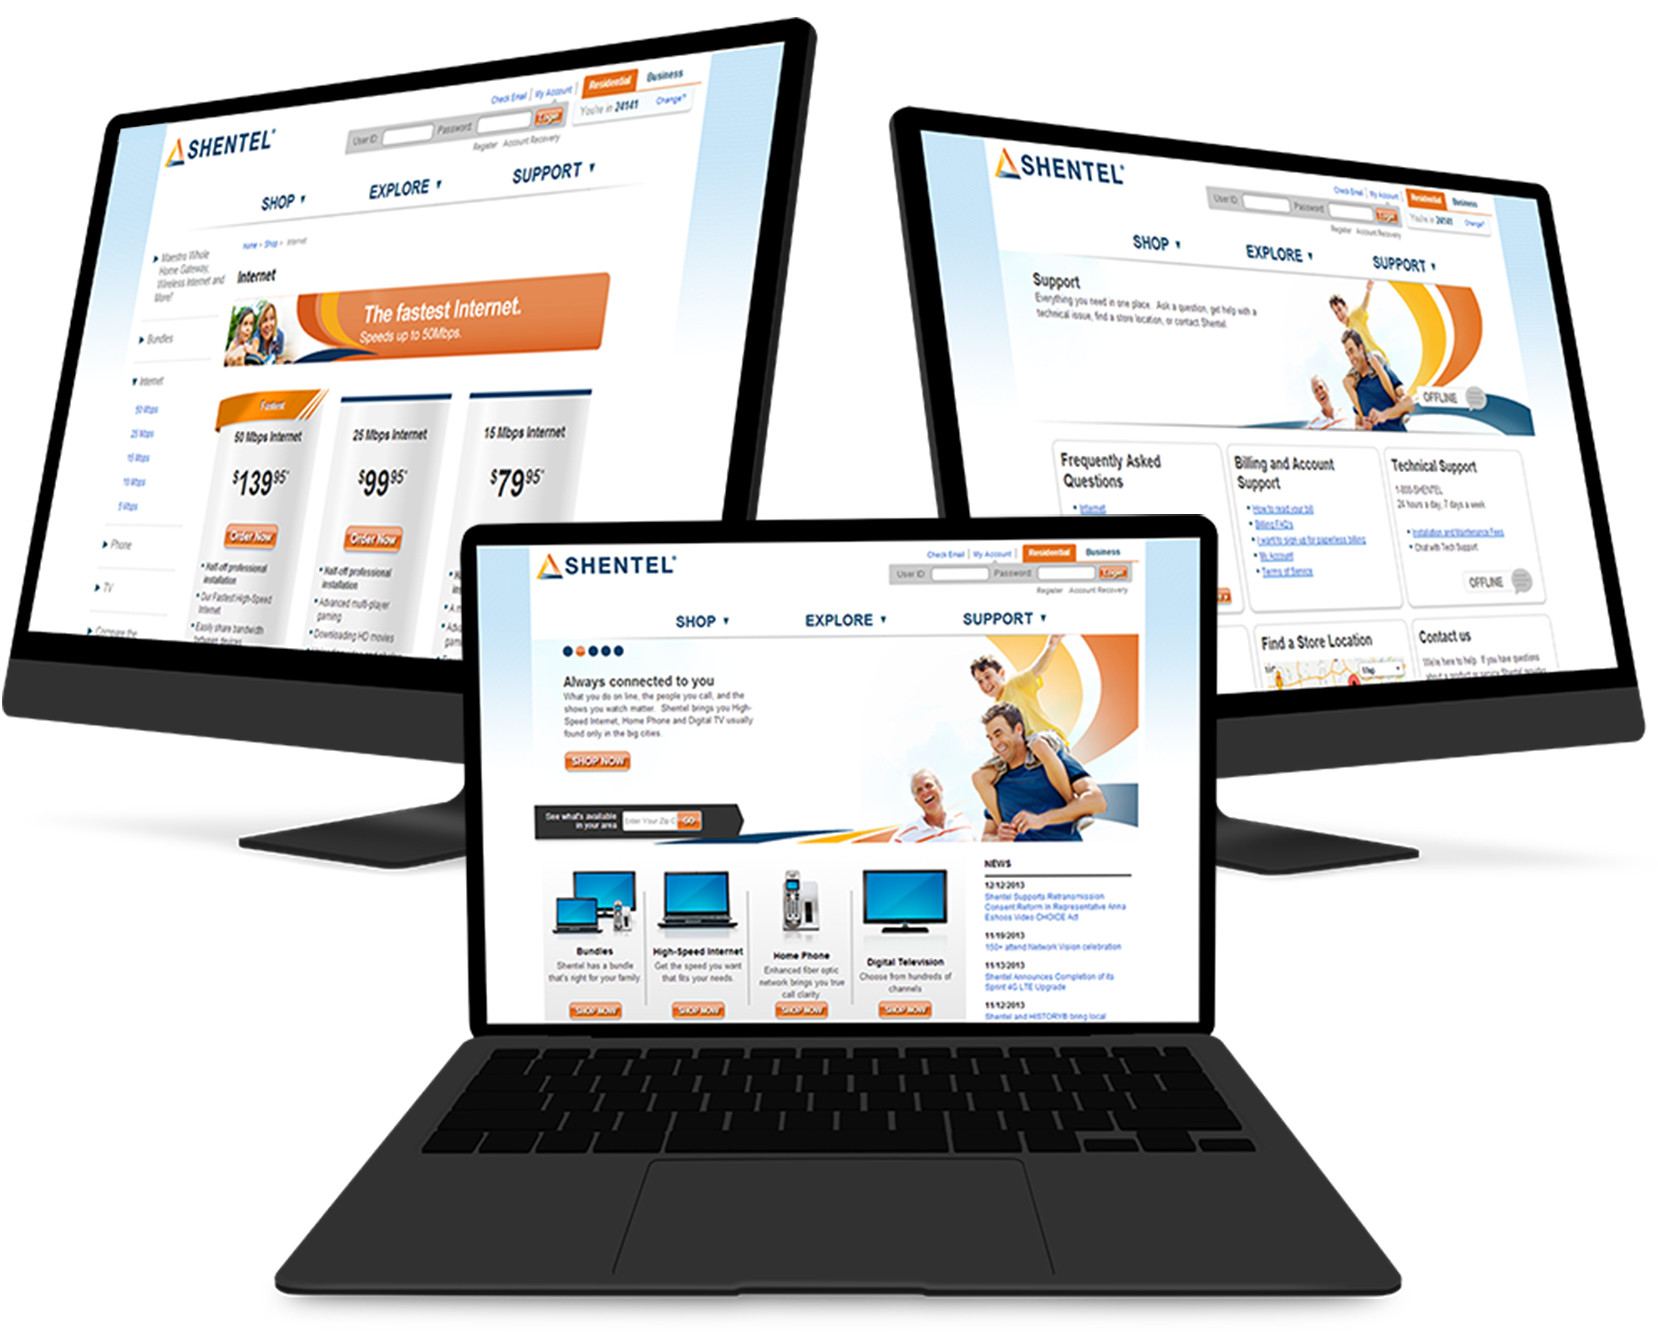 SHENTEL®
Check Email | My Account
Residential
Business
User ID:
Password:
Login
You're in 24141
Change?
Register
Account Recovery
SHOP ▼
EXPLORE ▼
SUPPORT ▼
Maestro Whole
Home Gateway,
Wireless Internet and
More?
Bundles
Internet
50 Mbps
25 Mbps
15 Mbps
10 Mbps
5 Mbps
Phone
TV
Compare the
Home » Shop » Internet
Internet
The fastest Internet.
Speeds up to 50Mbps.
Fastest
50 Mbps Internet
$139.95*
Order Now
• Half-off professional
installation
• Our Fastest High-Speed
Internet
• Easily share bandwidth
between devices
25 Mbps Internet
$99.95*
Order Now
• Half-off professional
installation
• Advanced multi-player
gaming
• Downloading HD movies
15 Mbps Internet
$79.95*
SHENTEL®
Check Email | My Account
Residential
Business
User ID:
Password:
Login
You're in 24141
Change?
Register
Account Recovery
SHOP ▼
EXPLORE ▼
SUPPORT ▼
Support
Everything you need in one place. Ask a question, get help with a
technical issue, find a store location, or contact Shentel.
OFFLINE
Frequently Asked
Questions
• Internet
Billing and Account
Support
• How to read your bill
• Billing FAQ's
• I want to sign up for paperless billing
• My Account
• Terms of Service
Technical Support
1-800-SHENTEL
24 hours a day, 7 days a week
• Installation and Maintenance Fees
• Chat with Tech Support
OFFLINE
Find a Store Location
Map
Contact us
We're here to help. If you have questions
about a product or service Shentel provides
SHENTEL®
Check Email | My Account |
Residential
Business
User ID:
Password:
Login
Register
Account Recovery
SHOP ▼
EXPLORE ▼
SUPPORT ▼
Always connected to you
What you do on line, the people you call, and the
shows you watch matter. Shentel brings you High-
Speed Internet, Home Phone and Digital TV usually
found only in the big cities.
SHOP NOW
See what's available
in your area
Enter Your Zip C
GO
Bundles
Shentel has a bundle
that's right for your family.
SHOP NOW
High-Speed Internet
Get the speed you want
that fits your needs.
SHOP NOW
Home Phone
Enhanced fiber optic
network brings you true
call clarity
SHOP NOW
Digital Television
Choose from hundreds of
channels
SHOP NOW
NEWS
12/12/2013
Shentel Supports Retransmission
Consent Reform In Representative Anna
Eshoos Video CHOICE Act
11/19/2013
100+ attend Network Vision celebration
11/13/2013
Shentel Announces Completion of its
Sprint 4G LTE Upgrade
11/12/2013
Shentel and HISTORY® bring local